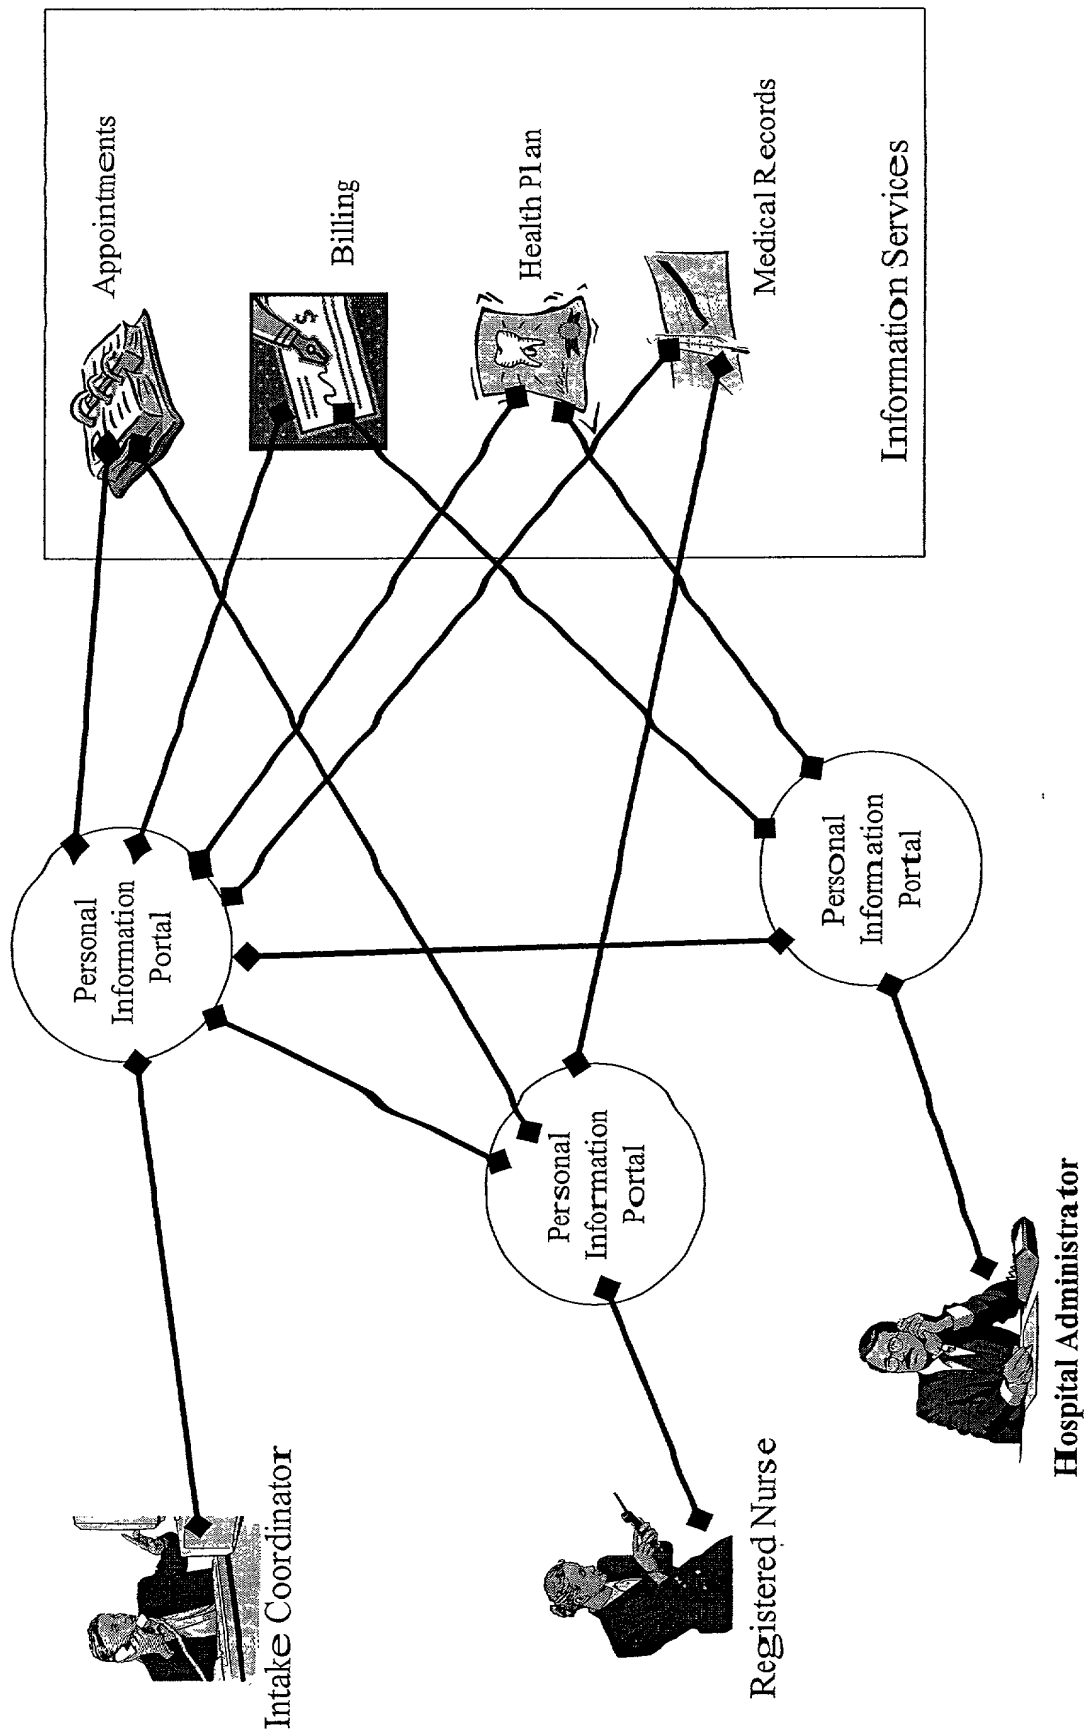 Intake Coordinator
Registered Nurse
Hospital Administrator
Personal
Information
Portal
Personal
Information
Portal
Personal
Information
Portal
Appointments
Billing
$
Health Plan
Medical Records
Information Services